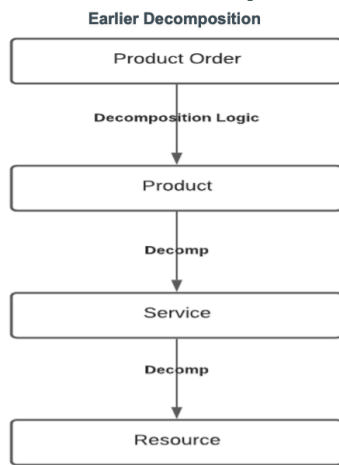 Earlier Decomposition
Product Order
Decomposition Logic
Product
Decomp
Service
Decomp
Resource